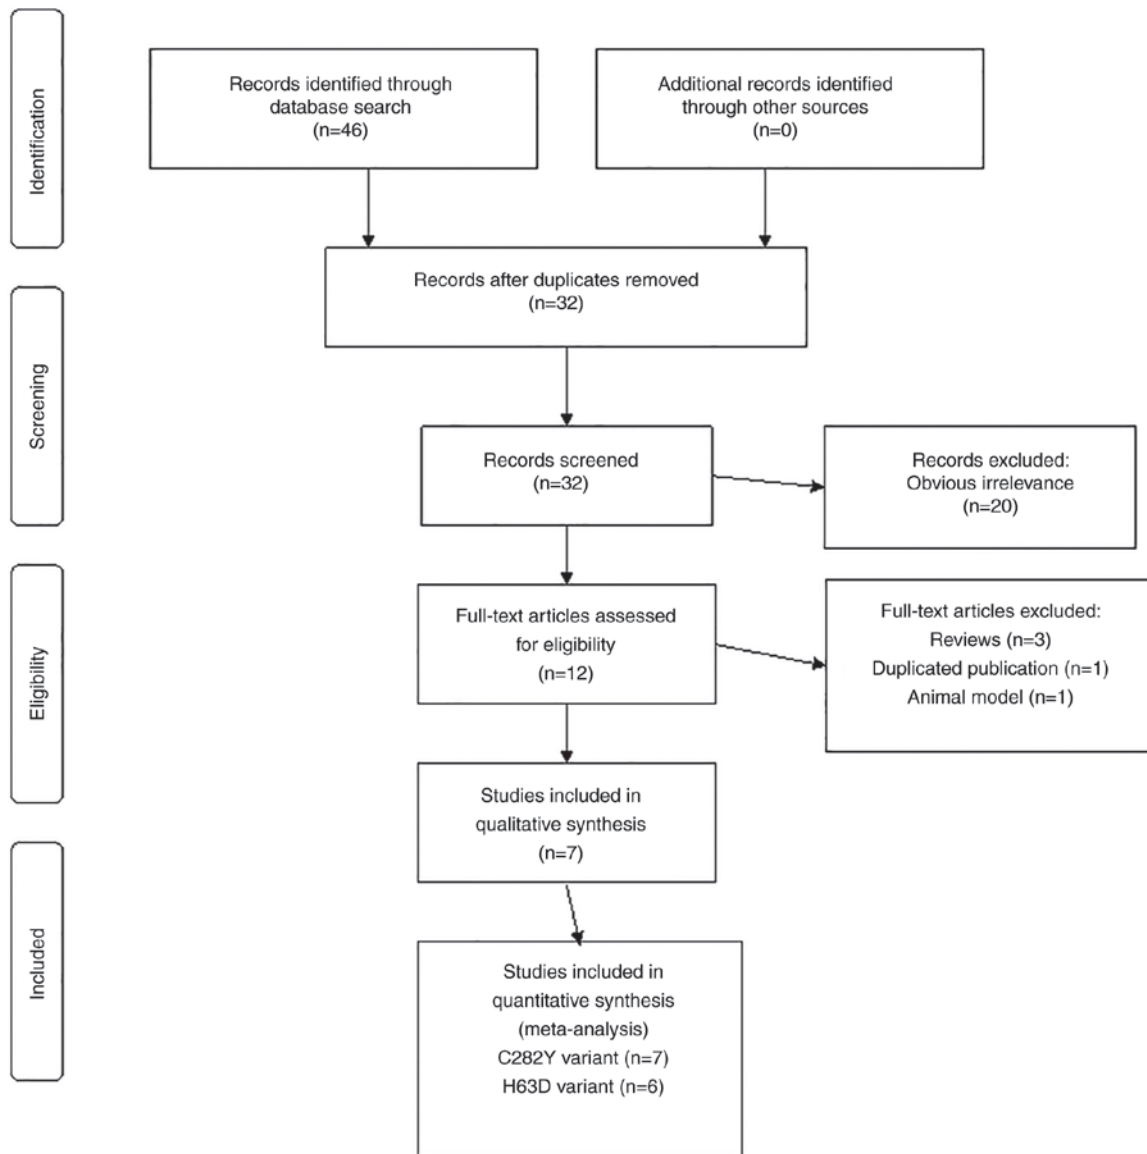 Identification
Records identified through
database search
(n=46)
Additional records identified
through other sources
(n=0)
Records after duplicates removed
(n=32)
Screening
Records screened
(n=32)
Records excluded:
Obvious irrelevance
(n=20)
Eligibility
Full-text articles assessed
for eligibility
(n=12)
Full-text articles excluded:
Reviews (n=3)
Duplicated publication (n=1)
Animal model (n=1)
Studies included in
qualitative synthesis
(n=7)
Included
Studies included in
quantitative synthesis
(meta-analysis)
C282Y variant (n=7)
H63D variant (n=6)